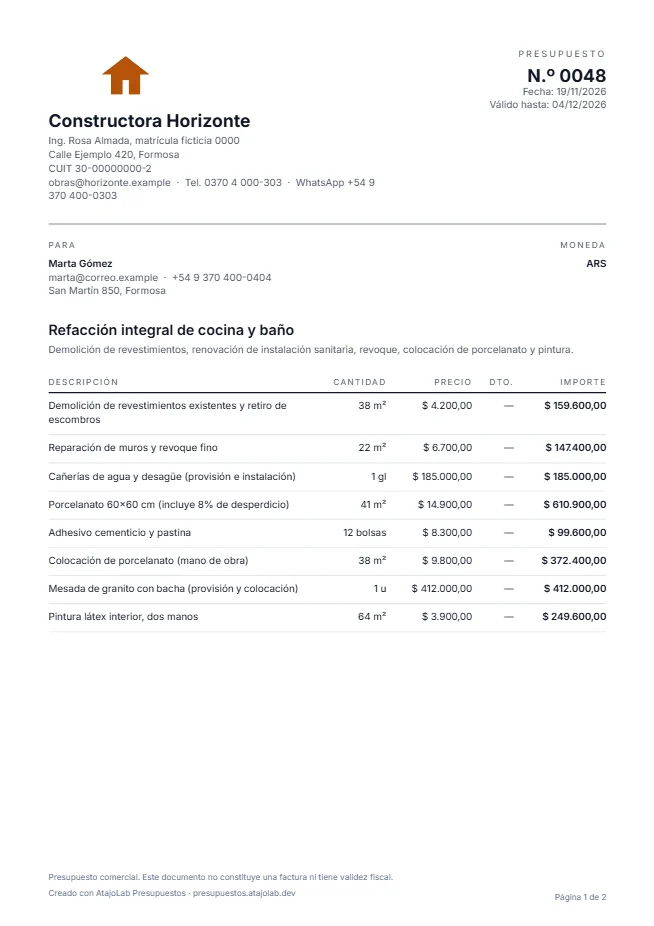 PRESUPUESTO
N.º 0048
Fecha: 19/11/2026
Válido hasta: 04/12/2026
Constructora Horizonte
Ing. Rosa Almada, matrícula ficticia 0000
Calle Ejemplo 420, Formosa
CUIT 30-00000000-2
obras@horizonte.example · Tel. 0370 4 000-303 · WhatsApp +54 9
370 400-0303
PARA MONEDA
Marta Gómez ARS
marta@correo.example · +54 9 370 400-0404
San Martín 850, Formosa
Refacción integral de cocina y baño
Demolición de revestimientos, renovación de instalación sanitaria, revoque, colocación de porcelanato y pintura.
DESCRIPCIÓN CANTIDAD PRECIO DTO. IMPORTE
Demolición de revestimientos existentes y retiro de 38 m² $ 4.200,00 — $ 159.600,00
escombros
Reparación de muros y revoque fino 22 m² $ 6.700,00 — $ 147.400,00
Cañerías de agua y desagüe (provisión e instalación) 1 gl $ 185.000,00 — $ 185.000,00
Porcelanato 60×60 cm (incluye 8% de desperdicio) 41 m² $ 14.900,00 — $ 610.900,00
Adhesivo cementicio y pastina 12 bolsas $ 8.300,00 — $ 99.600,00
Colocación de porcelanato (mano de obra) 38 m² $ 9.800,00 — $ 372.400,00
Mesada de granito con bacha (provisión y colocación) 1 u $ 412.000,00 — $ 412.000,00
Pintura látex interior, dos manos 64 m² $ 3.900,00 — $ 249.600,00
Presupuesto comercial. Este documento no constituye una factura ni tiene validez fiscal.
Creado con AtajoLab Presupuestos · presupuestos.atajolab.dev
Página 1 de 2